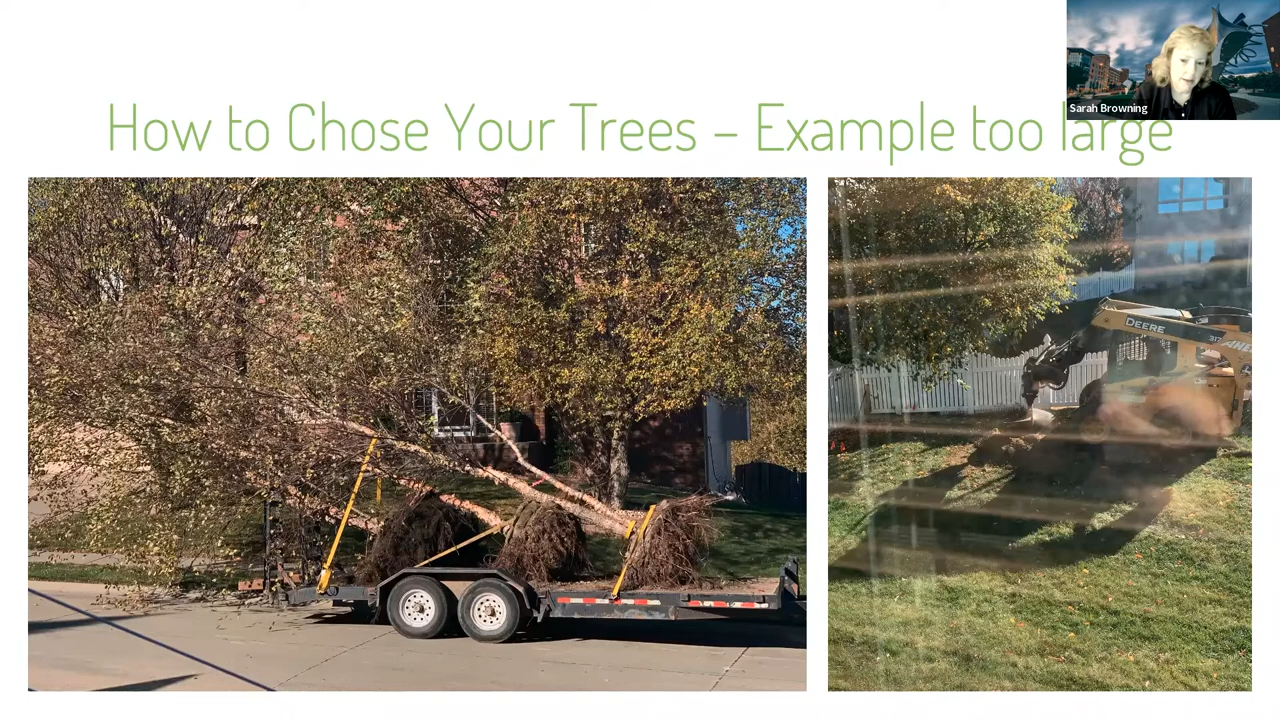 Sarah Browning
How to Chose Your Trees – Example too large
DEERE